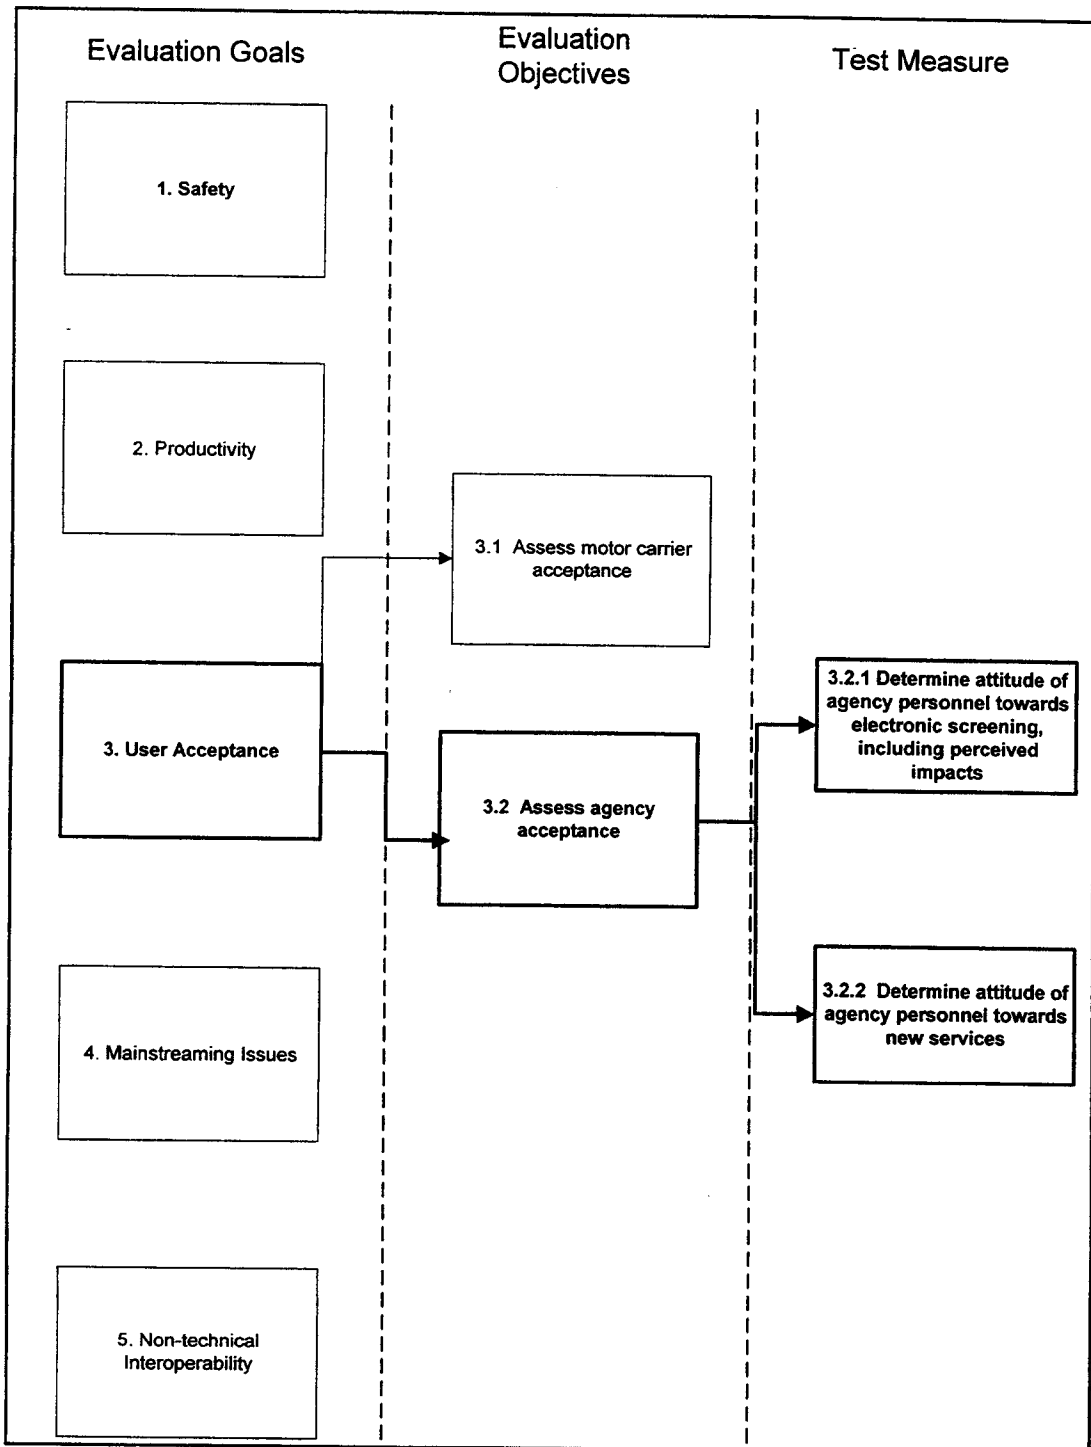 Evaluation Goals
Evaluation
Objectives
Test Measure
1. Safety
2. Productivity
3.1 Assess motor carrier
acceptance
3. User Acceptance
3.2 Assess agency
acceptance
3.2.1 Determine attitude of
agency personnel towards
electronic screening,
including perceived
impacts
3.2.2 Determine attitude of
agency personnel towards
new services
4. Mainstreaming Issues
5. Non-technical
Interoperability